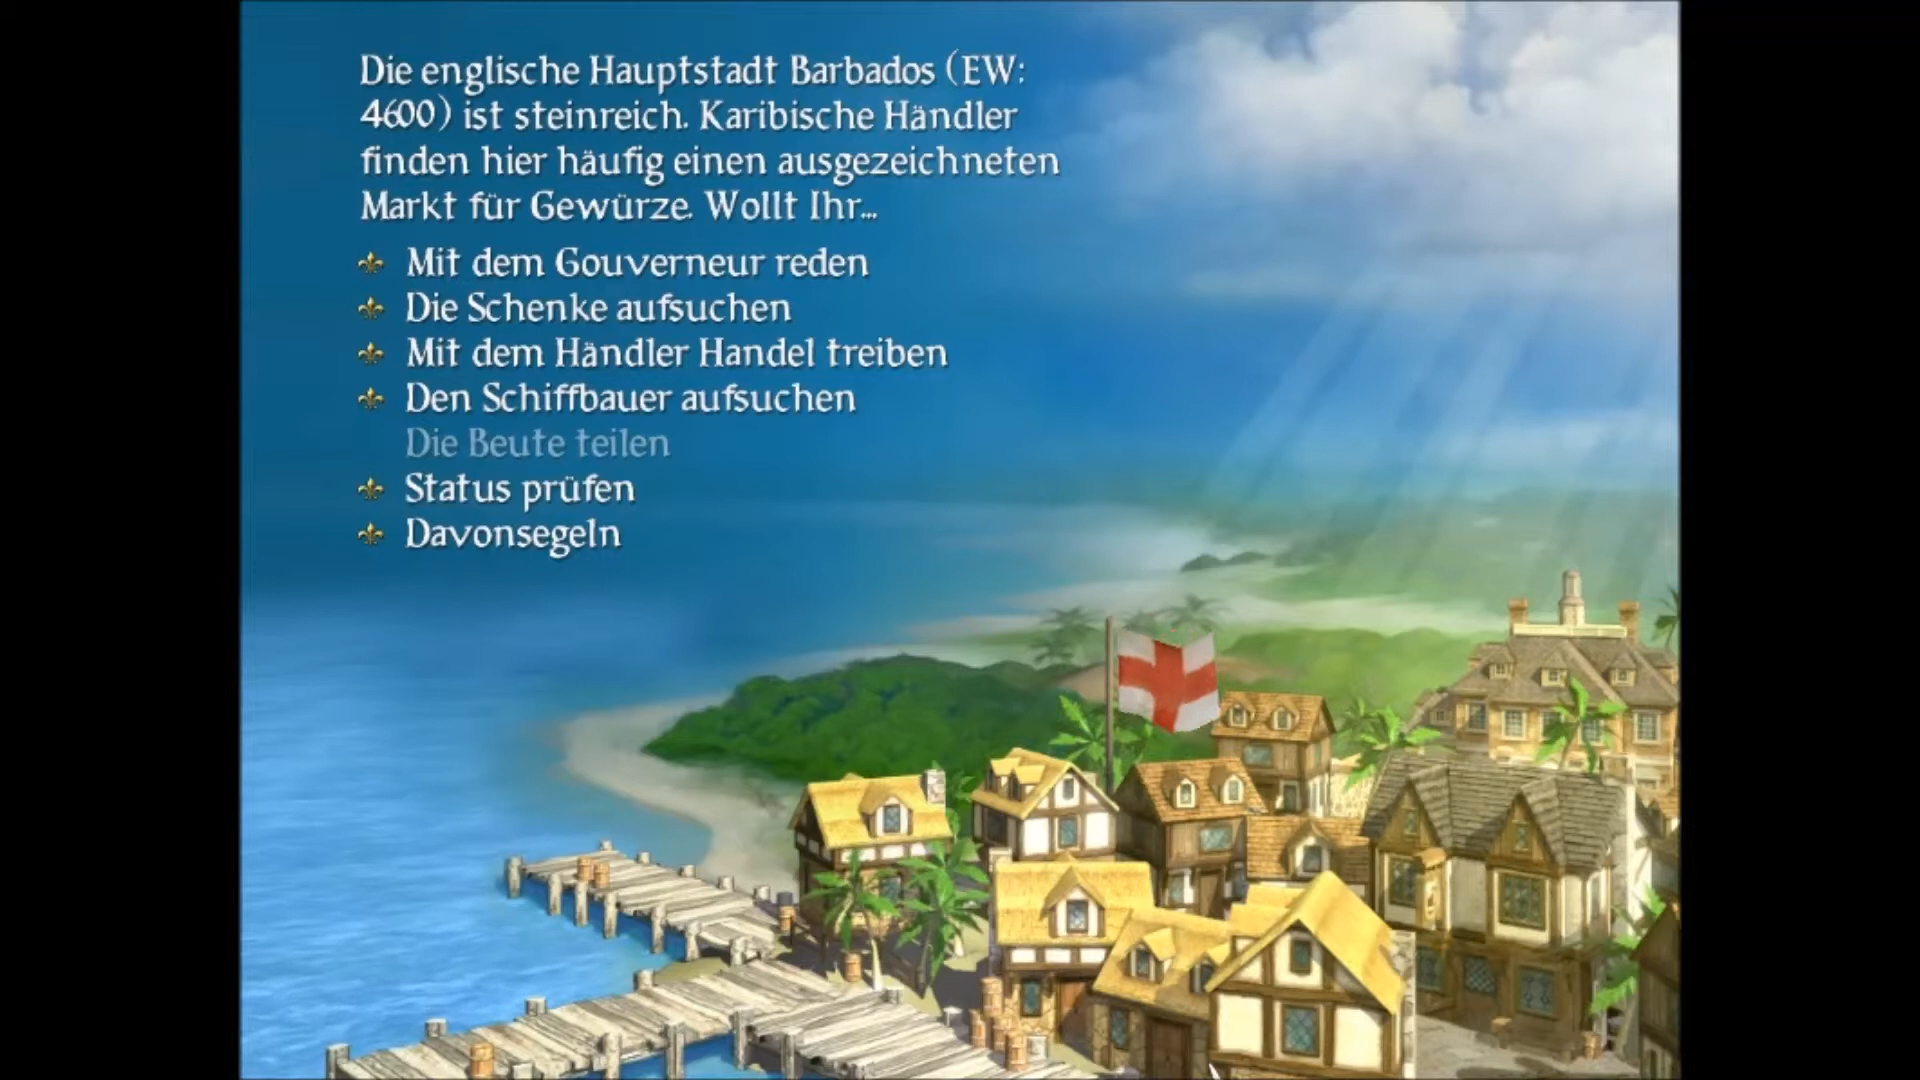 Die englische Hauptstadt Barbados (EW:
4600) ist steinreich. Karibische Händler
finden hier häufig einen ausgezeichneten
Markt für Gewürze. Wollt Ihr...
Mit dem Gouverneur reden
Die Schenke aufsuchen
Mit dem Händler Handel treiben
Den Schiffbauer aufsuchen
Die Beute teilen
Status prüfen
Davonsegeln